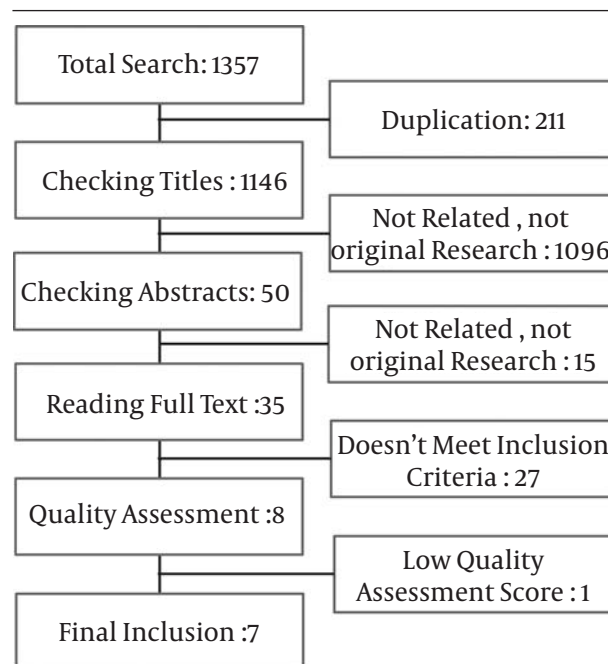 Total Search: 1357
Duplication: 211
Checking Titles : 1146
Not Related , not
original Research : 1096
Checking Abstracts: 50
Not Related , not
original Research : 15
Reading Full Text :35
Doesn't Meet Inclusion
Criteria : 27
Quality Assessment :8
Low Quality
Assessment Score : 1
Final Inclusion :7